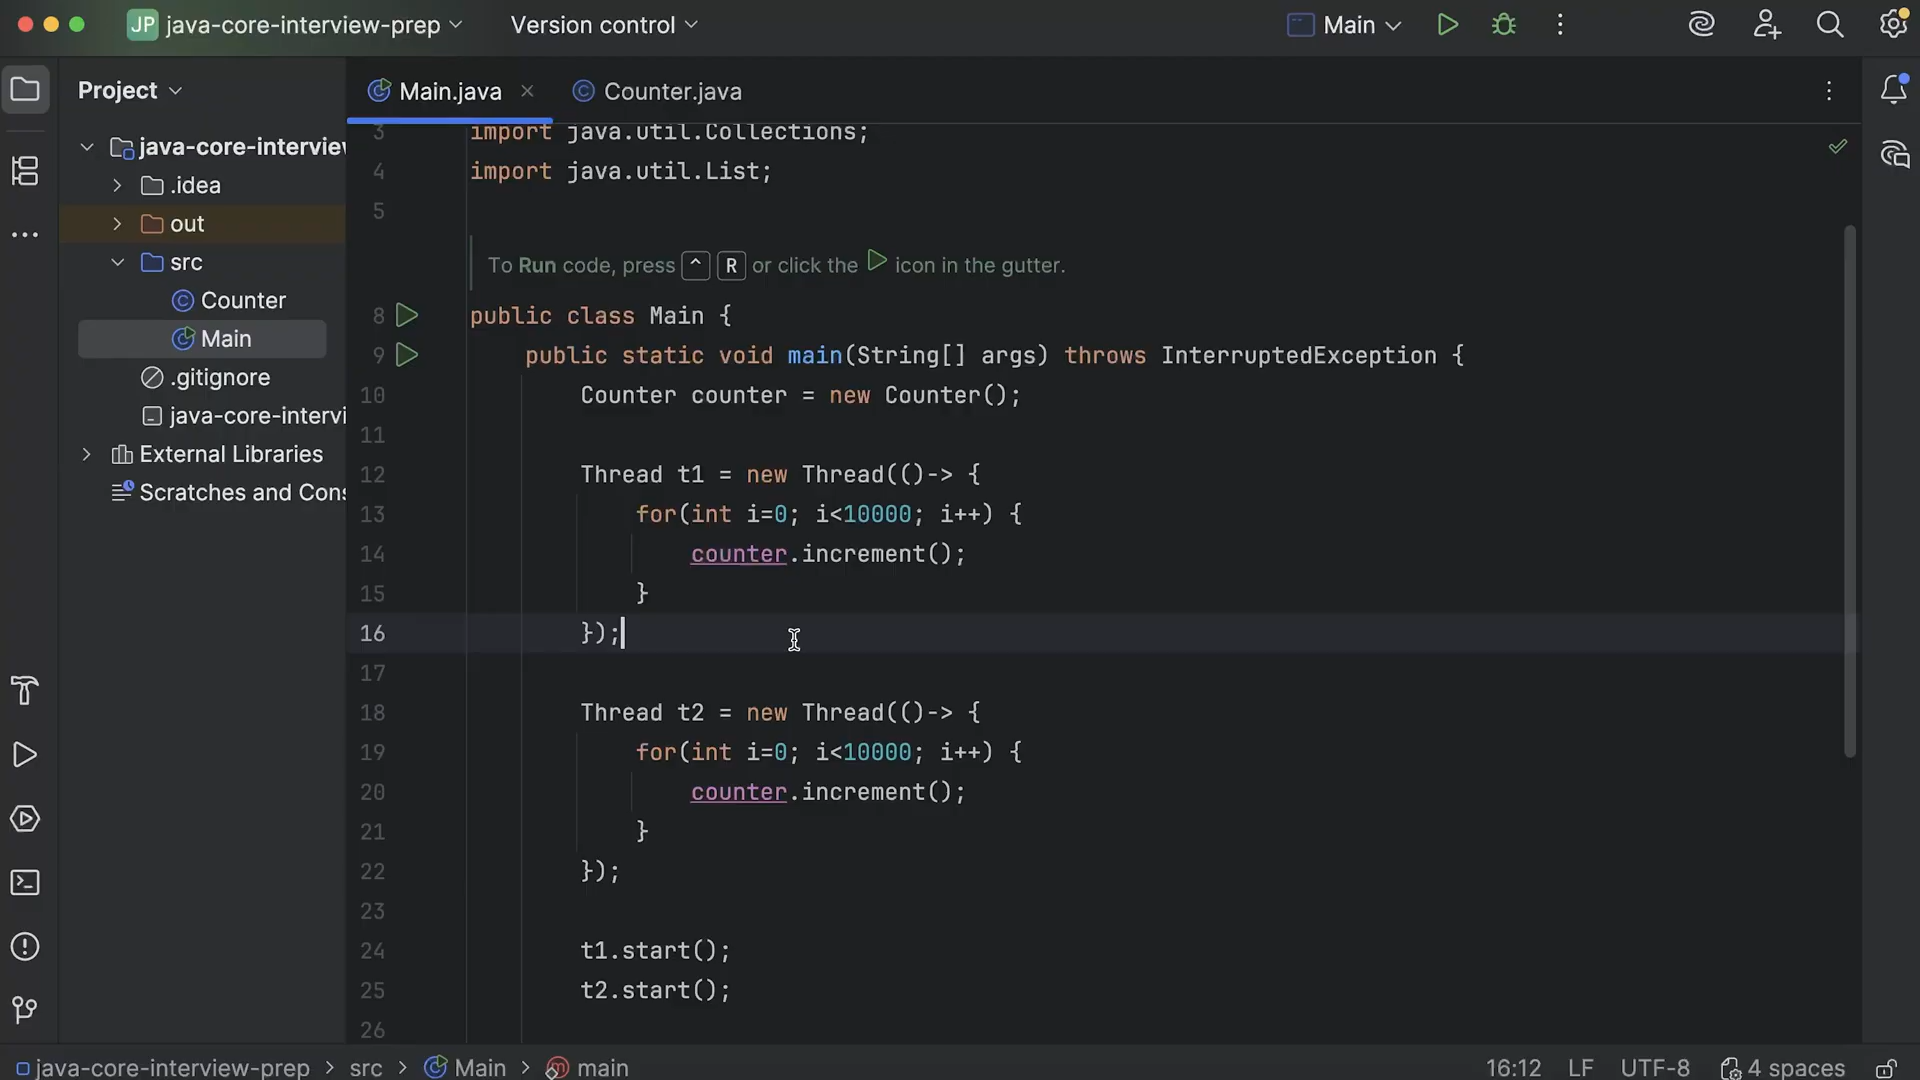 JP java-core-interview-prep
Version control
Main
Project
java-core-interview
.idea
out
src
Counter
Main
.gitignore
java-core-intervi
External Libraries
Scratches and Cons
Main.java
Counter.java
3 import java.util.Collections;
4 import java.util.List;
5
To Run code, press ^ R or click the icon in the gutter.
8 public class Main {
9 public static void main(String[] args) throws InterruptedException {
10 Counter counter = new Counter();
11
12 Thread t1 = new Thread(()-> {
13 for(int i=0; i<10000; i++) {
14 counter.increment();
15 }
16 });
17
18 Thread t2 = new Thread(()-> {
19 for(int i=0; i<10000; i++) {
20 counter.increment();
21 }
22 });
23
24 t1.start();
25 t2.start();
26
java-core-interview-prep > src > Main > main
16:12 LF UTF-8 4 spaces